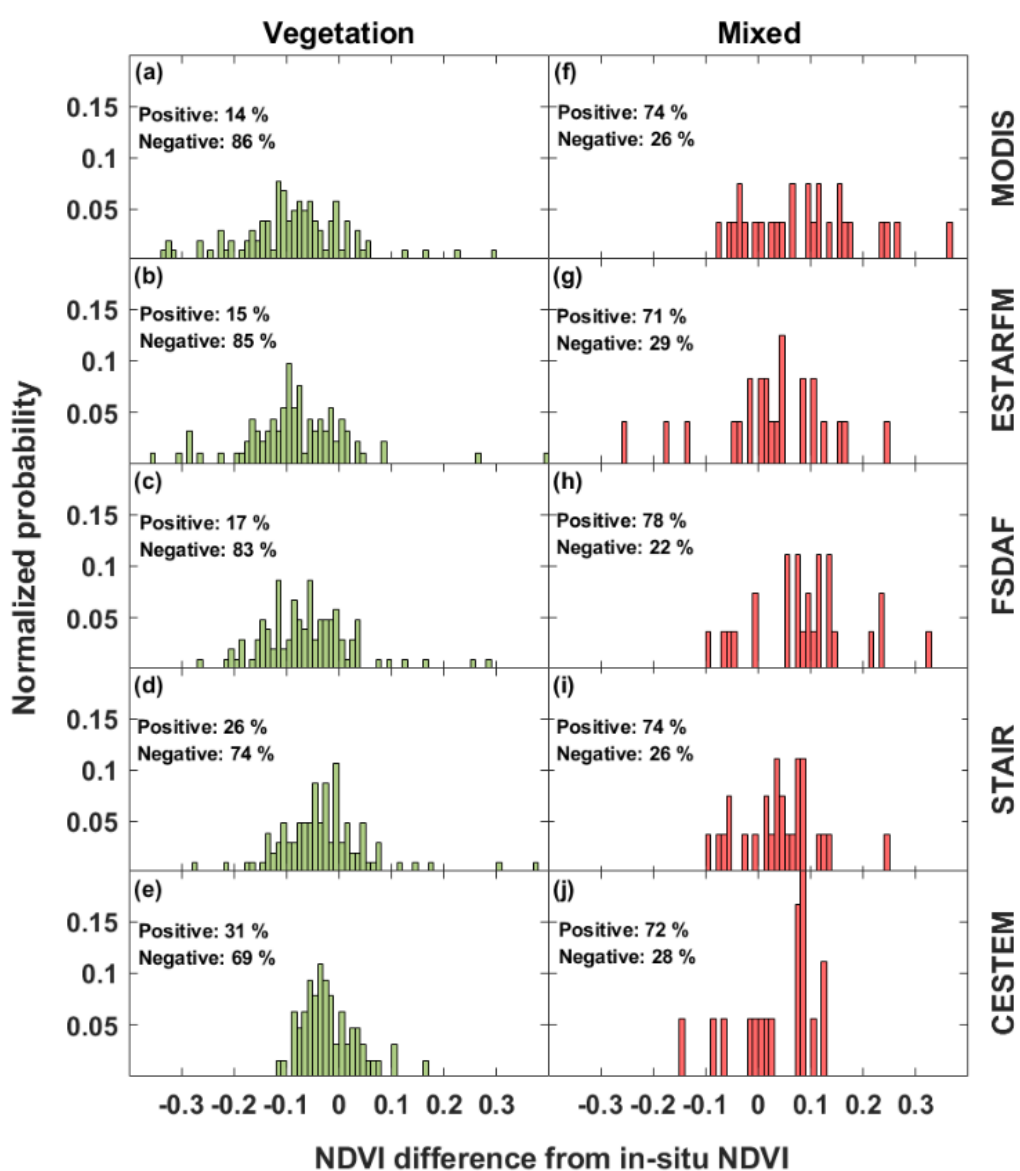 Vegetation
Mixed
(a)
Positive: 14 %
Negative: 86 %
(f)
Positive: 74 %
Negative: 26 %
MODIS
0.15
0.1
0.05
(b)
Positive: 15 %
Negative: 85 %
(g)
Positive: 71 %
Negative: 29 %
ESTARFM
0.15
0.1
0.05
(c)
Positive: 17 %
Negative: 83 %
(h)
Positive: 78 %
Negative: 22 %
FSDAF
0.15
0.1
0.05
(d)
Positive: 26 %
Negative: 74 %
(i)
Positive: 74 %
Negative: 26 %
STAIR
0.15
0.1
0.05
(e)
Positive: 31 %
Negative: 69 %
(j)
Positive: 72 %
Negative: 28 %
CESTEM
0.15
0.1
0.05
Normalized probability
-0.3 -0.2 -0.1 0 0.1 0.2 0.3
-0.3 -0.2 -0.1 0 0.1 0.2 0.3
NDVI difference from in-situ NDVI